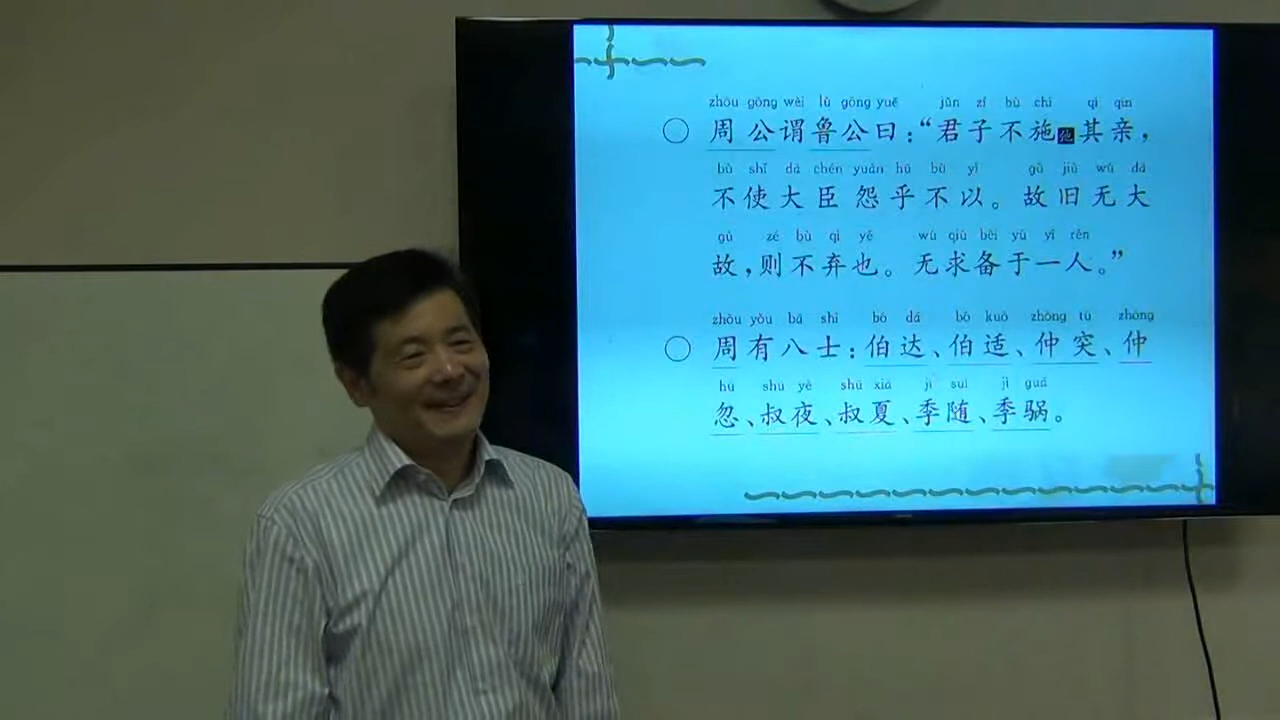 zhōu gōng wèi lǔ gōng yuē jūn zǐ bù chí qí qīn
○ 周公谓鲁公曰：“君子不施弛其亲，
bù shǐ dà chén yuàn hū bù yǐ gù jiù wú dà
不使大臣怨乎不以。故旧无大
gù zé bù qì yě wú qiú bèi yú yī rén
故，则不弃也。无求备于一人。”
zhōu yǒu bā shì bó dá bó kuò zhòng tū zhòng
○ 周有八士：伯达、伯适、仲突、仲
hū shū yè shū xià jì suí jì guā
忽、叔夜、叔夏、季随、季䯄。